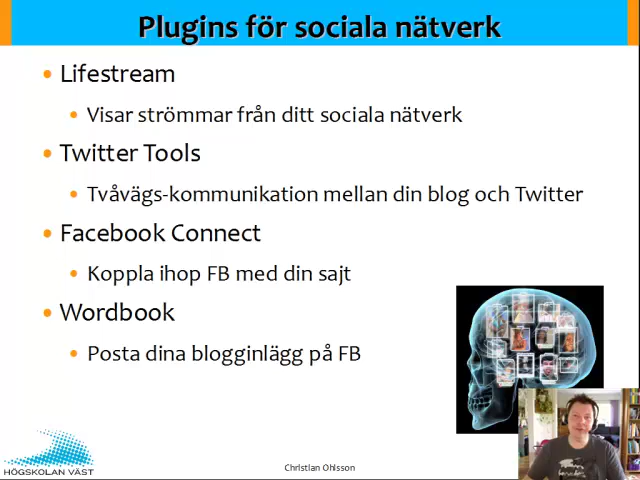 Plugins för sociala nätverk
• Lifestream
• Visar strömmar från ditt sociala nätverk
• Twitter Tools
• Tvåvägs-kommunikation mellan din blog och Twitter
• Facebook Connect
• Koppla ihop FB med din sajt
• Wordbook
• Posta dina blogginlägg på FB
HÖGSKOLAN VÄST
Christian Ohlsson